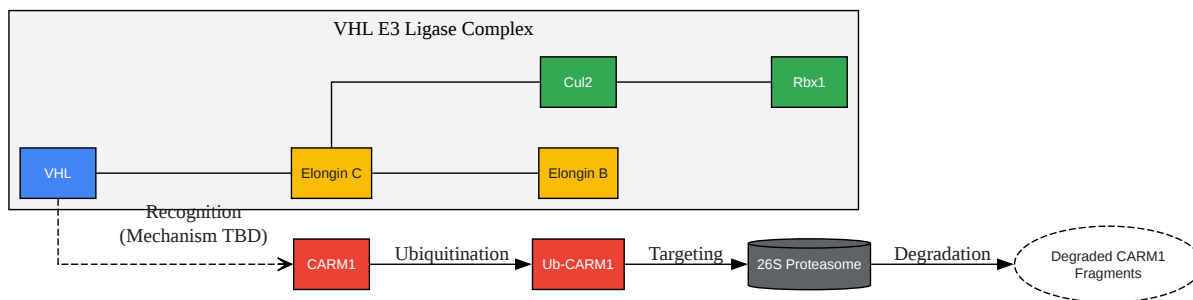 VHL E3 Ligase Complex
Cul2
Rbx1
VHL
Elongin C
Elongin B
Recognition
(Mechanism TBD)
CARM1
Ubiquitination
Ub-CARM1
Targeting
26S Proteasome
Degradation
Degraded CARM1
Fragments